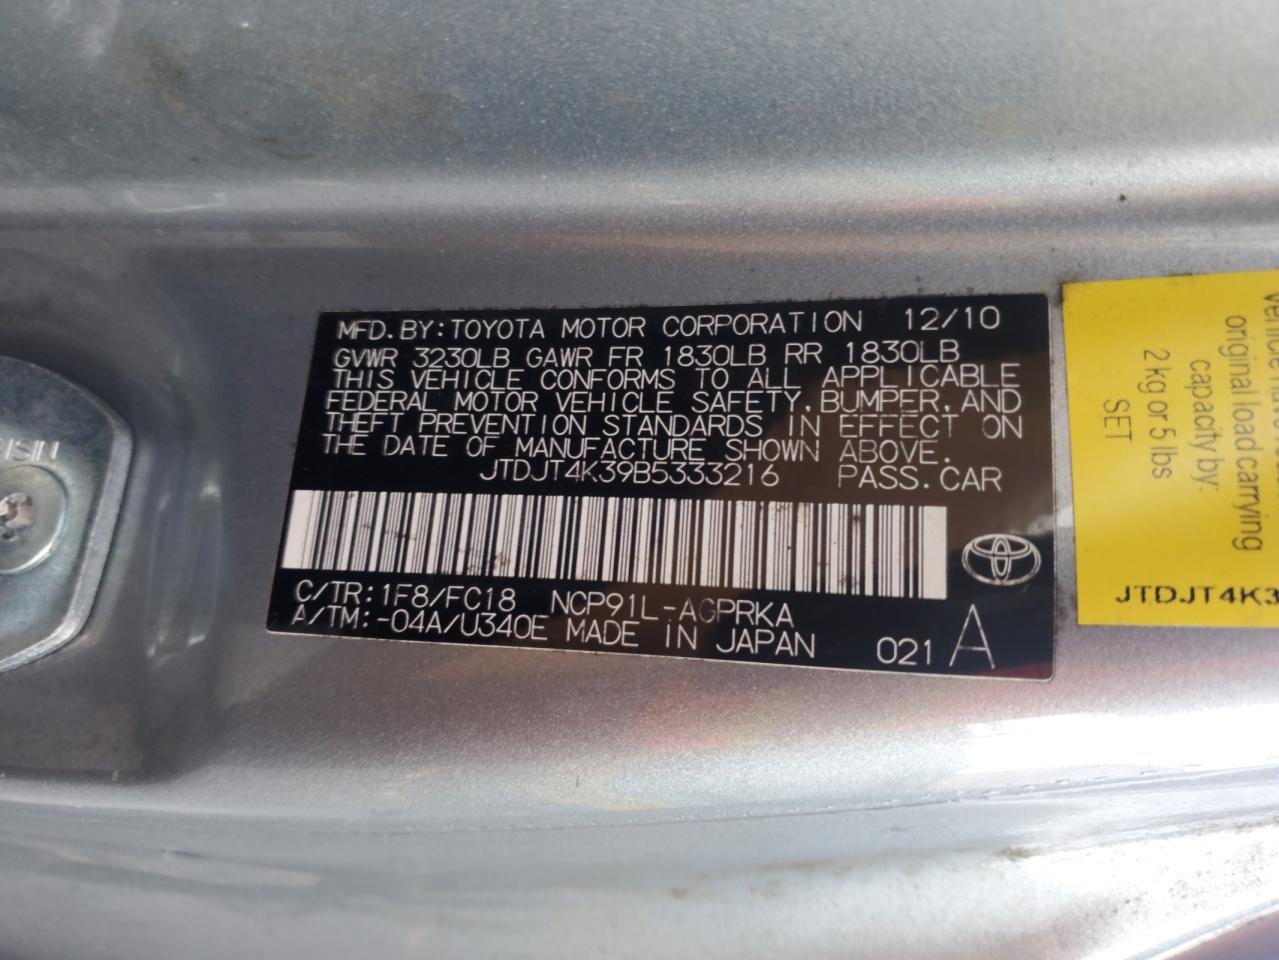 MFD.BY:TOYOTA MOTOR CORPORATION 12/10
GVWR 3230LB GAWR FR 1830LB RR 1830LB
THIS VEHICLE CONFORMS TO ALL APPLICABLE
FEDERAL MOTOR VEHICLE SAFETY,BUMPER,AND
THEFT PREVENTION STANDARDS IN EFFECT ON
THE DATE OF MANUFACTURE SHOWN ABOVE.
JTDJT4K39B5333216 PASS.CAR
C/TR:1F8/FC18 NCP91L-AGPRKA
A/TM:-04A/U340E MADE IN JAPAN 021 A
original load carrying
capacity by:
2 kg or 5 lbs
SET
JTDJT4K3